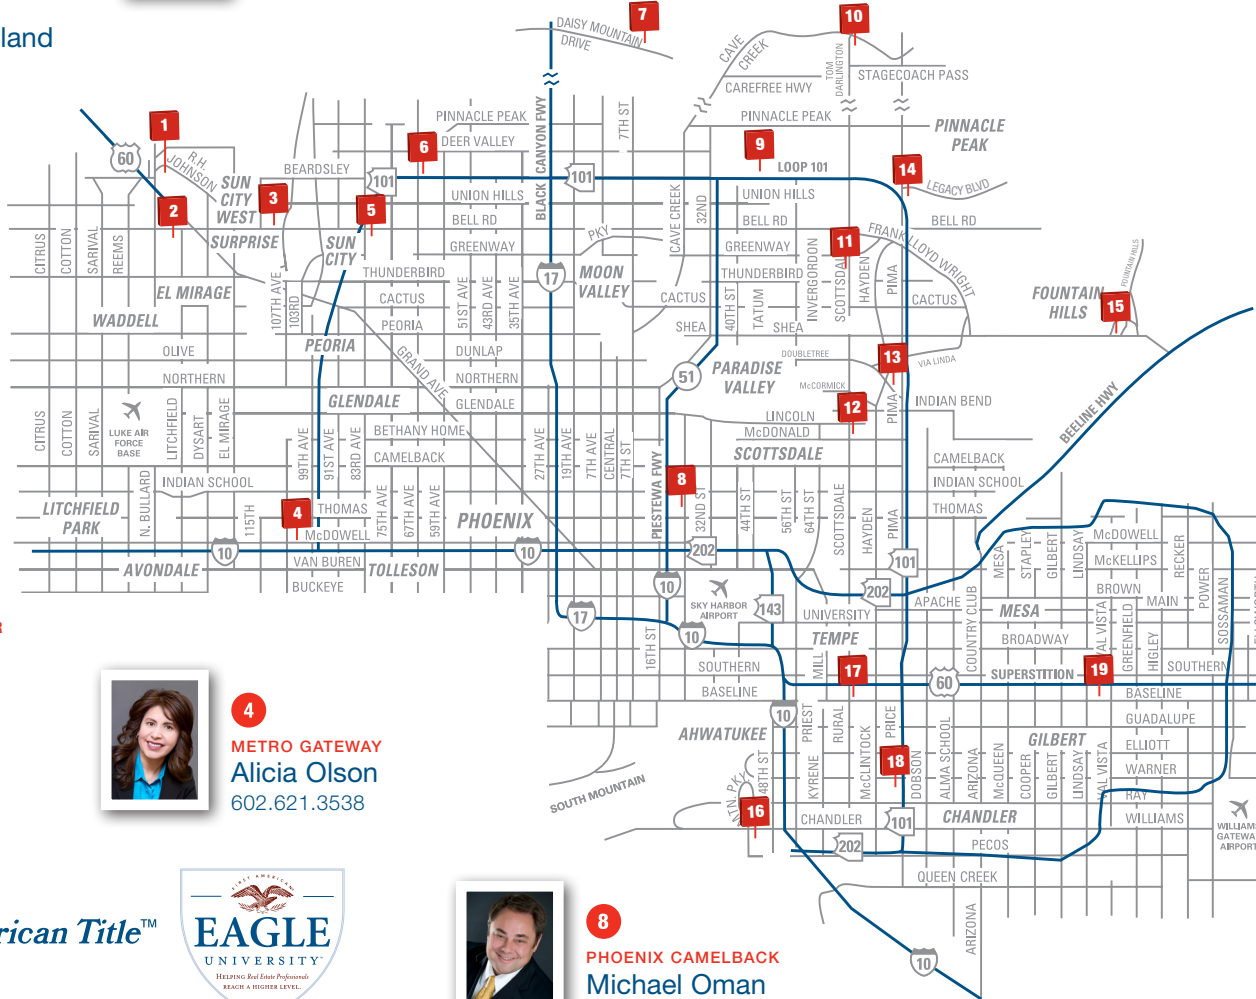 land
7
DAISY MOUNTAIN
DRIVE
10
CAVE
CREEK
TOM
DARLINGTON
STAGECOACH PASS
CAREFREE HWY
1
60
R.H.
JOHNSON
SUN
CITY
WEST
2
3
BEARDSLEY
101
5
6
PINNACLE PEAK
DEER VALLEY
BLACK CANYON FWY
7TH ST
101
UNION HILLS
BELL RD
GREENWAY
PKY
PINNACLE PEAK
PINNACLE
PEAK
9
LOOP 101
14
LEGACY BLVD
UNION HILLS
BELL RD
BELL RD
CAVE CREEK
32ND
GREENWAY
11
FRANK LLOYD WRIGHT
SURPRISE
SUN
CITY
CITRUS
COTTON
SARIVAL
REEMS
EL MIRAGE
WADDELL
107TH AVE
103RD
THUNDERBIRD
CACTUS
PEORIA
51ST AVE
43RD AVE
35TH AVE
17
MOON
VALLEY
CACTUS
SHEA
40TH ST
TATUM
THUNDERBIRD
INVERGORDON
SCOTTSDALE
HAYDEN
PIMA
CACTUS
SHEA
FOUNTAIN
HILLS
15
FOUNTAIN HILLS
PEORIA
OLIVE
NORTHERN
GRAND AVE
DUNLAP
NORTHERN
GLENDALE
GLENDALE
51
PARADISE
VALLEY
DOUBLETREE
13
VIA LINDA
McCORMICK
12
PIMA
INDIAN BEND
LINCOLN
McDONALD
BEELINE HWY
CITRUS
COTTON
SARIVAL
LUKE AIR
FORCE
BASE
LITCHFIELD
DYSART
EL MIRAGE
99TH AVE
91ST AVE
83RD AVE
BETHANY HOME
CAMELBACK
27TH AVE
19TH AVE
7TH AVE
CENTRAL
7TH ST
SCOTTSDALE
CAMELBACK
INDIAN SCHOOL
THOMAS
INDIAN SCHOOL
LITCHFIELD
PARK
N. BULLARD
115TH
4
THOMAS
McDOWELL
75TH AVE
67TH AVE
59TH AVE
PHOENIX
PIESTEWA FWY
8
32ND ST
44TH ST
56TH ST
64TH ST
SCOTTSDALE
HAYDEN
PIMA
10
10
202
101
AVONDALE
VAN BUREN
BUCKEYE
TOLLESON
MESA
STAPLEY
GILBERT
LINDSAY
McDOWELL
McKELLIPS
RECKER
POWER
SOSSAMAN
10
SKY HARBOR
AIRPORT
143
202
17
10
UNIVERSITY
APACHE
COUNTRY CLUB
MESA
BROWN
MAIN
VAL VISTA
GREENFIELD
HIGLEY
TEMPE
BROADWAY
16TH ST
SOUTHERN
BASELINE
MILL
17
60
SUPERSTITION
19
SOUTHERN
BASELINE
4
METRO GATEWAY
Alicia Olson
602.621.3538
AHWATUKEE
10
PRIEST
RURAL
PRICE
GUADALUPE
GILBERT
ELLIOTT
WARNER
RAY
WILLIAMS
48TH ST
KYRENE
McCLINTOCK
18
DOBSON
ALMA SCHOOL
ARIZONA
McQUEEN
COOPER
GILBERT
LINDSAY
VAL VISTA
SOUTH MOUNTAIN
MTN. PKY
16
CHANDLER
101
CHANDLER
202
PECOS
QUEEN CREEK
ARIZONA
10
WILLIAMS
GATEWAY
AIRPORT
rican Title™
FIRST AMERICAN
EAGLE
UNIVERSITY
HELPING Real Estate Professionals
REACH A HIGHER LEVEL.
8
PHOENIX CAMELBACK
Michael Oman